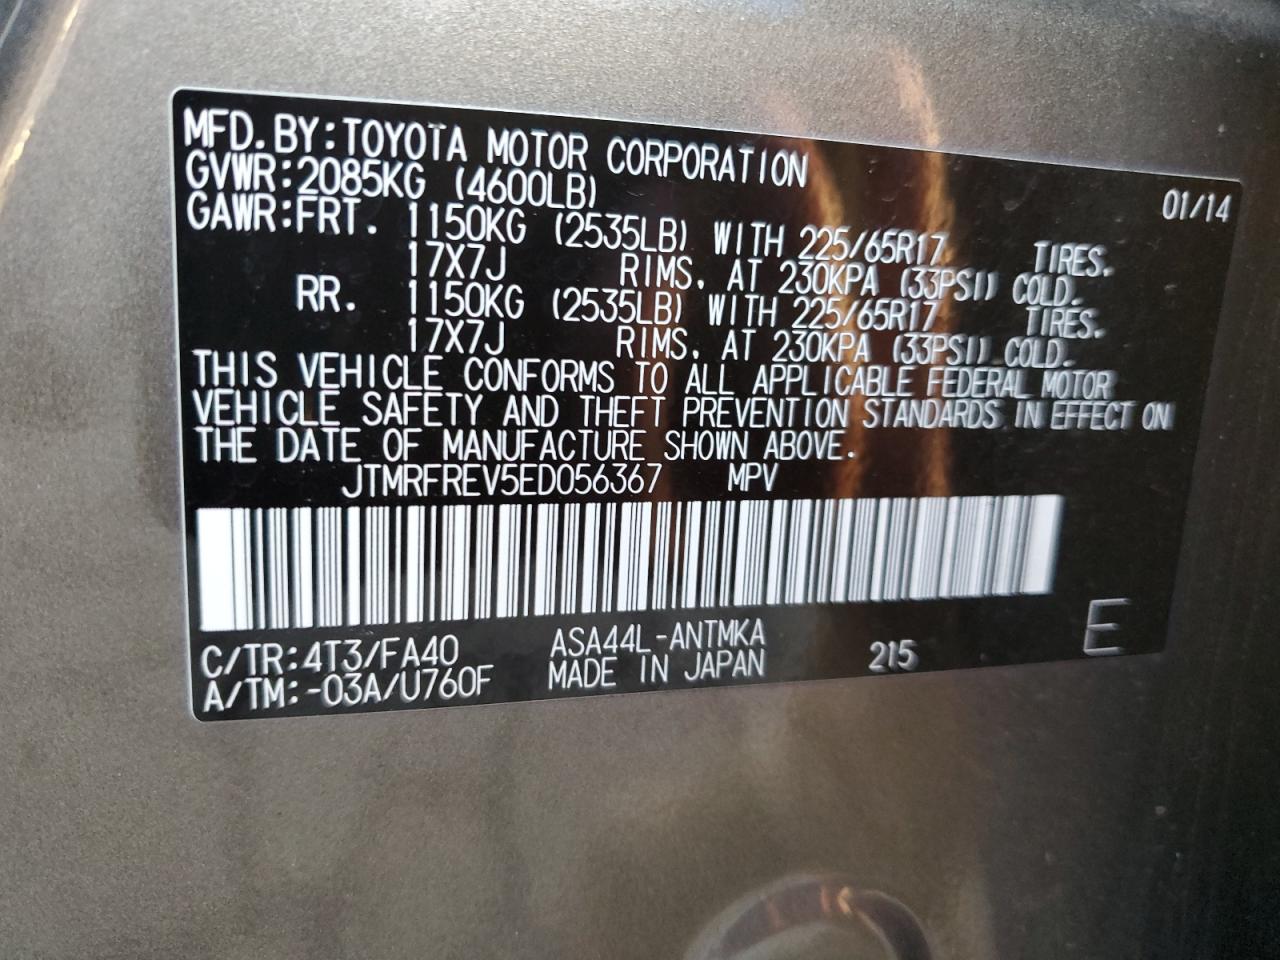 MFD. BY: TOYOTA MOTOR CORPORATION 01/14
GVWR: 2085KG (4600LB)
GAWR: FRT. 1150KG (2535LB) WITH 225/65R17 TIRES.
17X7J RIMS. AT 230KPA (33PSI) COLD.
RR. 1150KG (2535LB) WITH 225/65R17 TIRES.
17X7J RIMS. AT 230KPA (33PSI) COLD.
THIS VEHICLE CONFORMS TO ALL APPLICABLE FEDERAL MOTOR
VEHICLE SAFETY AND THEFT PREVENTION STANDARDS IN EFFECT ON
THE DATE OF MANUFACTURE SHOWN ABOVE.
JTMRFREV5ED056367 MPV
C/TR: 4T3/FA40 ASA44L-ANTMKA 215 E
A/TM: -03A/U760F MADE IN JAPAN